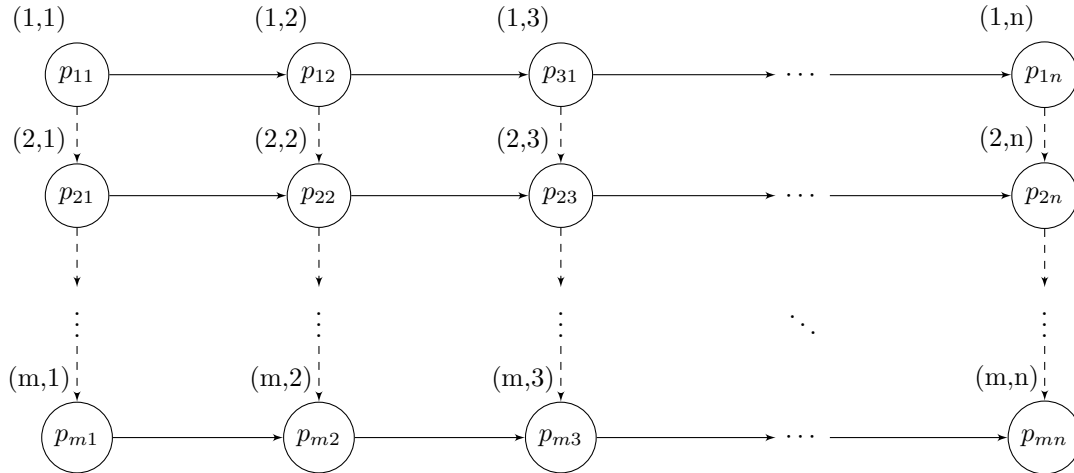 (1,1) (1,2) (1,3) (1,n)
p11 p12 p31 ⋯ p1n
(2,1) (2,2) (2,3) (2,n)
p21 p22 p23 ⋯ p2n
⋮ ⋮ ⋮ ⋱ ⋮
(m,1) (m,2) (m,3) (m,n)
pm1 pm2 pm3 ⋯ pmn